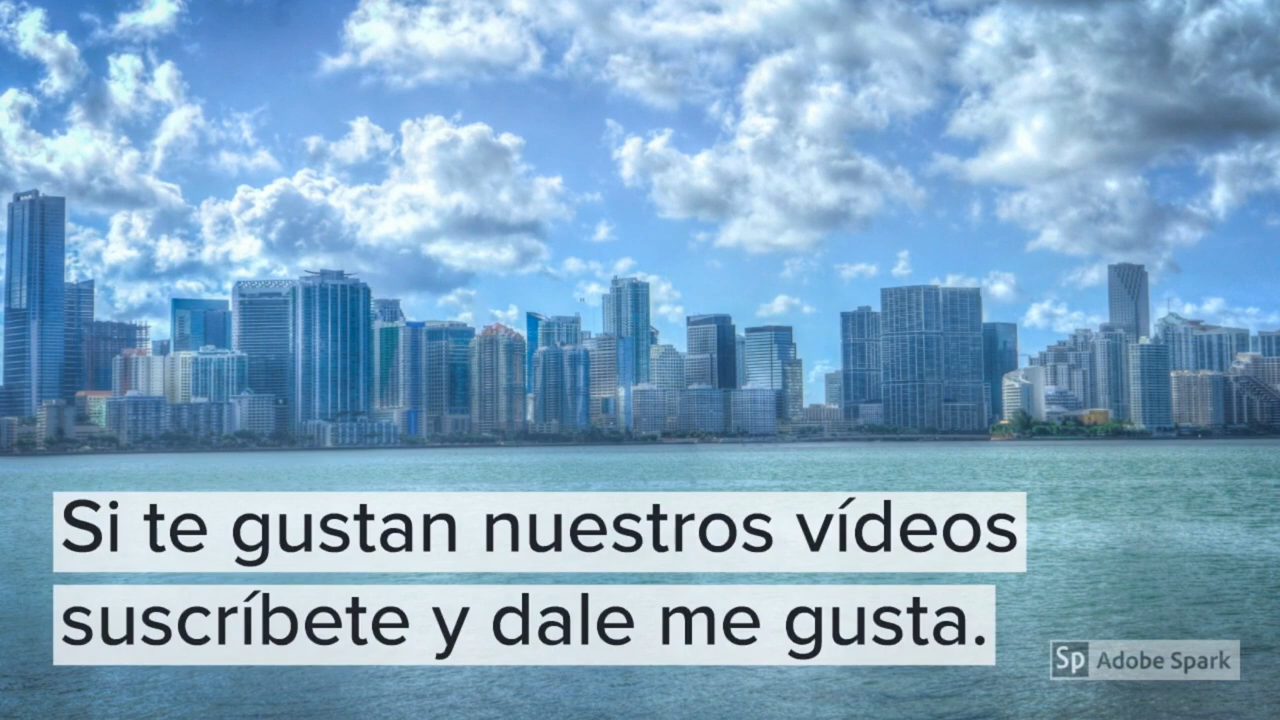 Si te gustan nuestros vídeos
suscríbete y dale me gusta.
Sp Adobe Spark